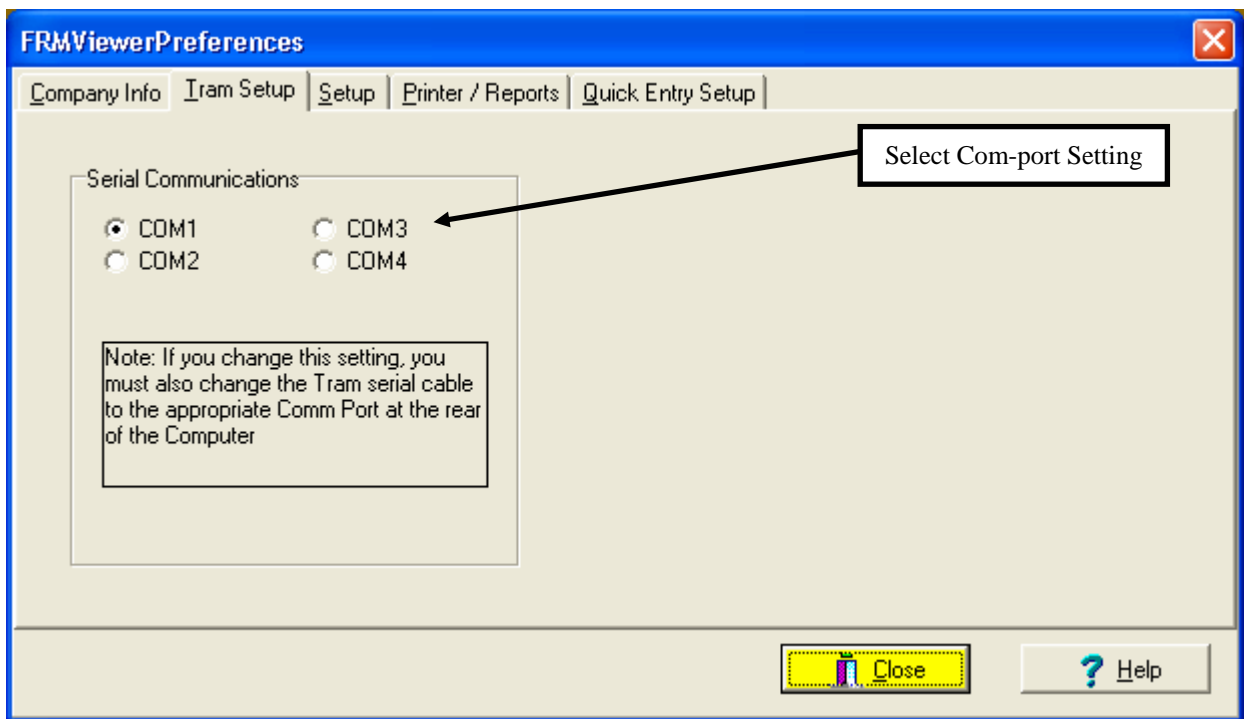 FRMViewerPreferences
Company Info Tram Setup Setup Printer / Reports Quick Entry Setup
Select Com-port Setting
Serial Communications
COM1 COM3
COM2 COM4
Note: If you change this setting, you
must also change the Tram serial cable
to the appropriate Comm Port at the rear
of the Computer
Close Help